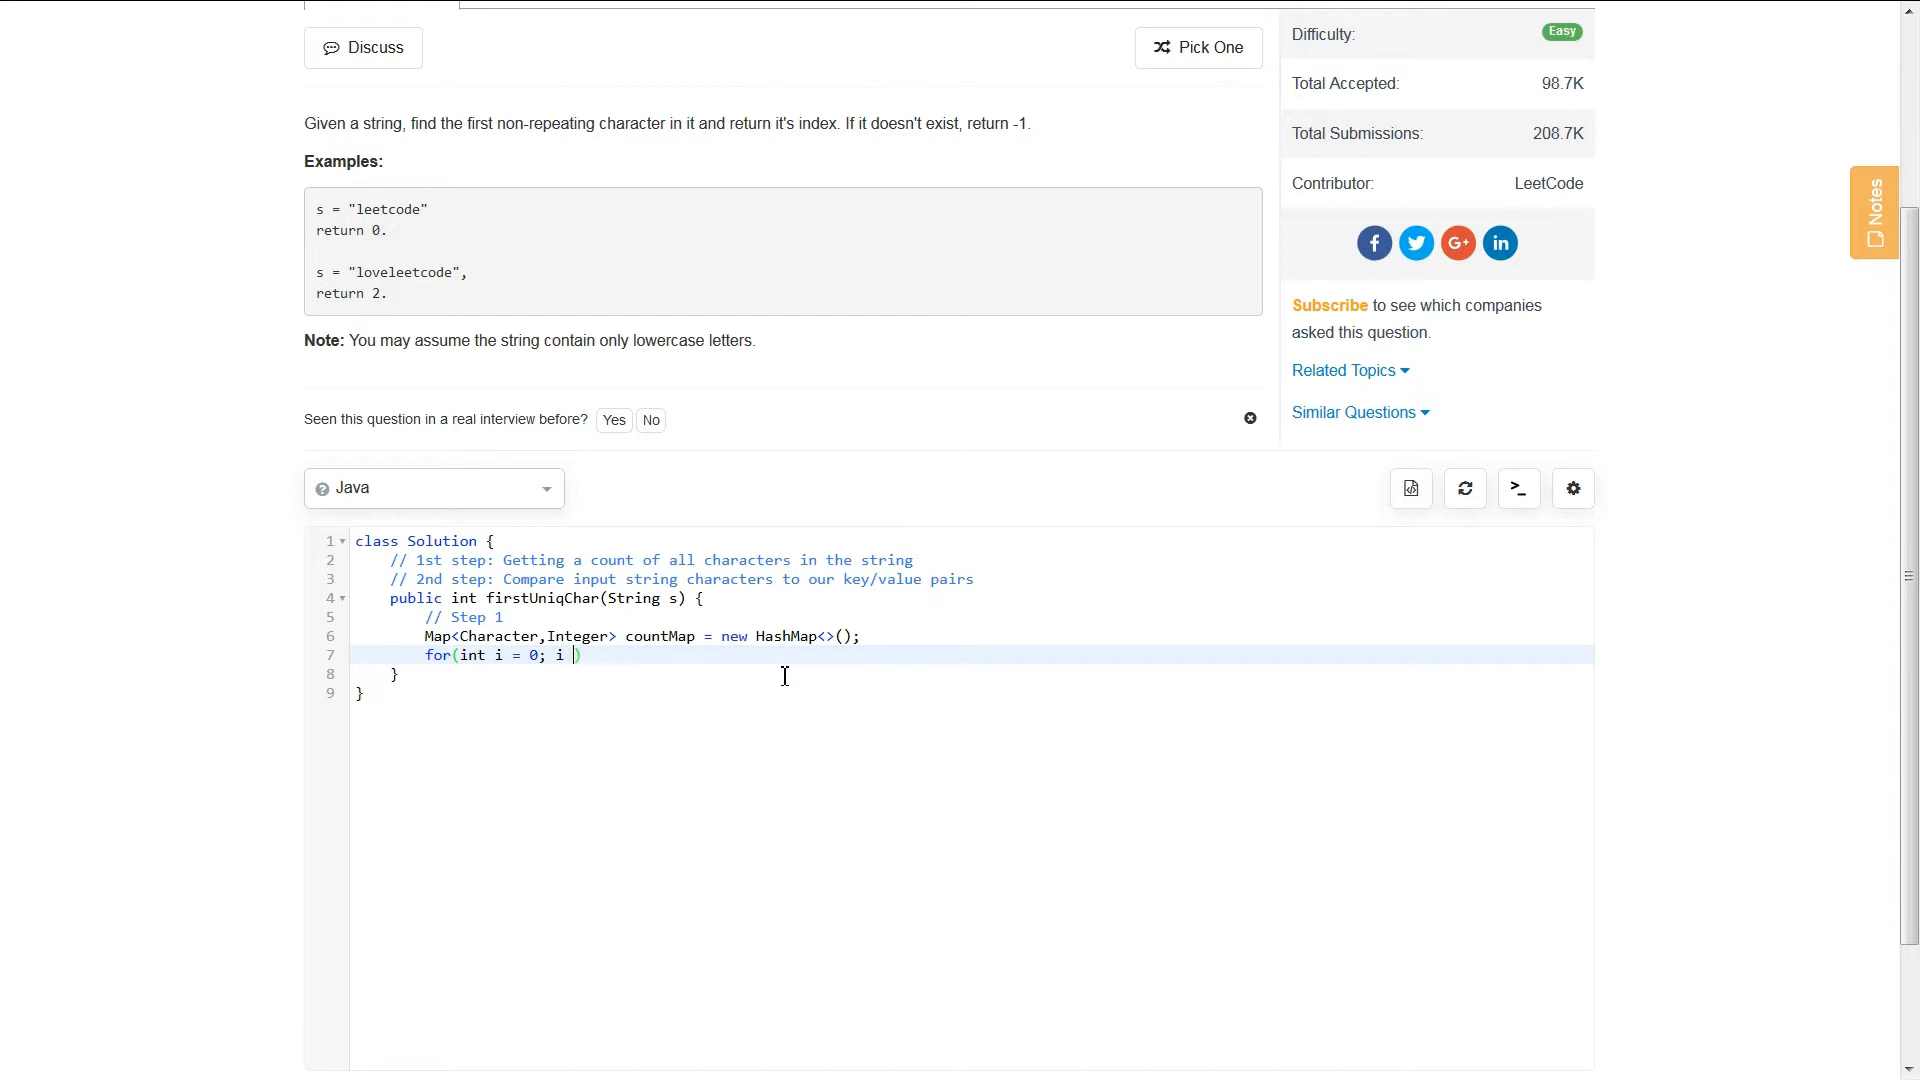 Discuss
Pick One
Given a string, find the first non-repeating character in it and return it's index. If it doesn't exist, return -1.
Examples:
s = "leetcode"
return 0.
s = "loveleetcode",
return 2.
Note: You may assume the string contain only lowercase letters.
Seen this question in a real interview before? Yes No
Difficulty: Easy
Total Accepted: 98.7K
Total Submissions: 208.7K
Contributor: LeetCode
f G+ in
Subscribe to see which companies
asked this question.
Related Topics
Similar Questions
Notes
? Java
>_
1 class Solution {
2 // 1st step: Getting a count of all characters in the string
3 // 2nd step: Compare input string characters to our key/value pairs
4 public int firstUniqChar(String s) {
5 // Step 1
6 Map<Character,Integer> countMap = new HashMap<>();
7 for(int i = 0; i )
8 }
9 }